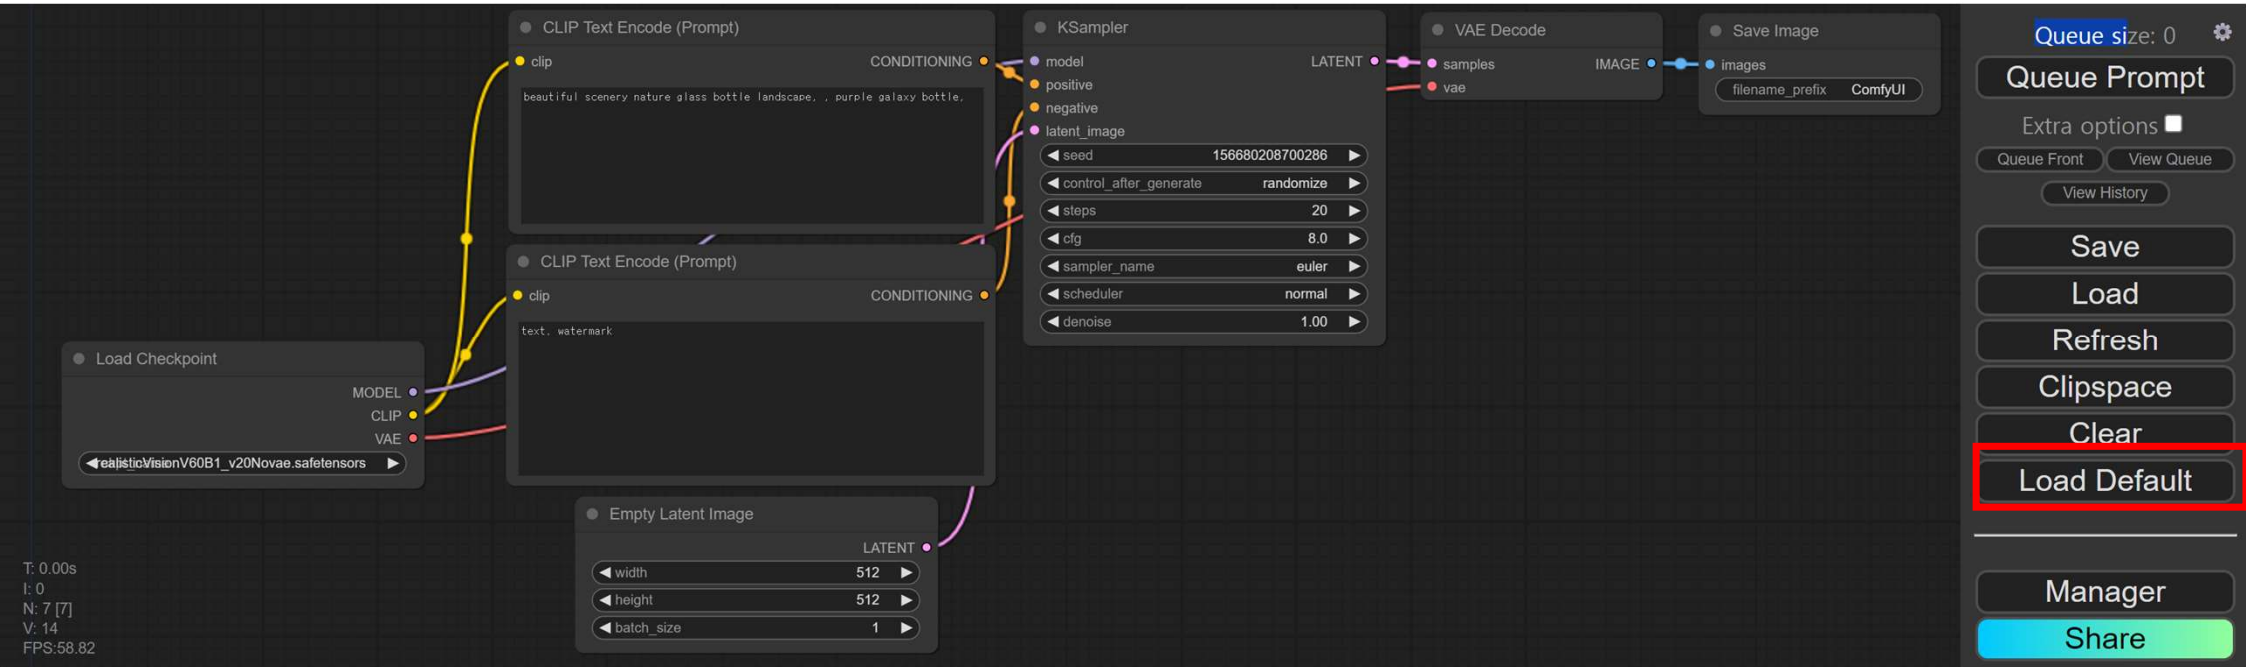 CLIP Text Encode (Prompt)
clip
CONDITIONING
beautiful scenery nature glass bottle landscape, , purple galaxy bottle,
CLIP Text Encode (Prompt)
clip
CONDITIONING
text, watermark
Load Checkpoint
MODEL
CLIP
VAE
realisticVisionV60B1_v20Novae.safetensors
Empty Latent Image
LATENT
width 512
height 512
batch_size 1
KSampler
model
LATENT
positive
negative
latent_image
seed 156680208700286
control_after_generate randomize
steps 20
cfg 8.0
sampler_name euler
scheduler normal
denoise 1.00
VAE Decode
samples
IMAGE
vae
Save Image
images
filename_prefix ComfyUI
T: 0.00s
I: 0
N: 7 [7]
V: 14
FPS:58.82
Queue size: 0
Queue Prompt
Extra options
Queue Front
View Queue
View History
Save
Load
Refresh
Clipspace
Clear
Load Default
Manager
Share